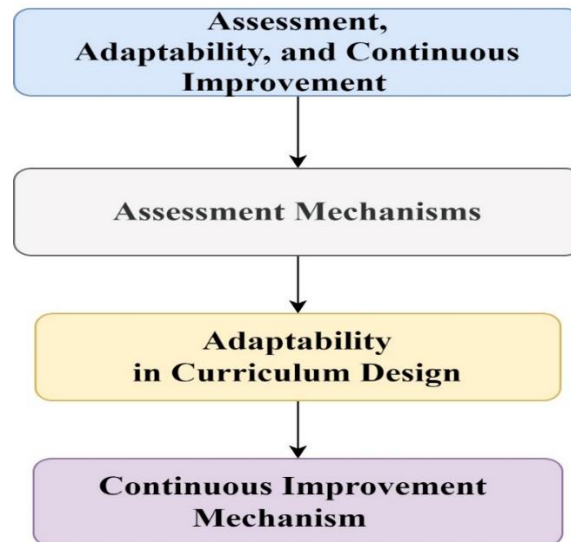 Assessment,
Adaptability, and Continuous
Improvement
Assessment Mechanisms
Adaptability
in Curriculum Design
Continuous Improvement
Mechanism